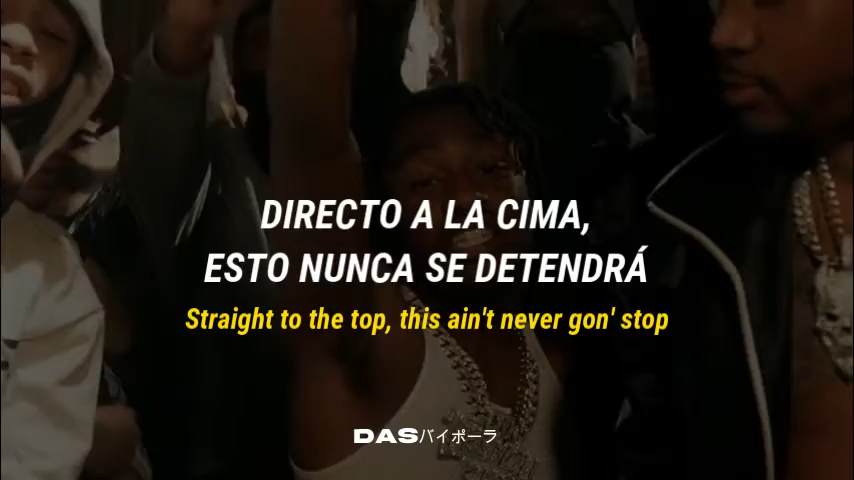 DIRECTO A LA CIMA,
ESTO NUNCA SE DETENDRÁ
Straight to the top, this ain't never gon' stop
DASバイポーラ